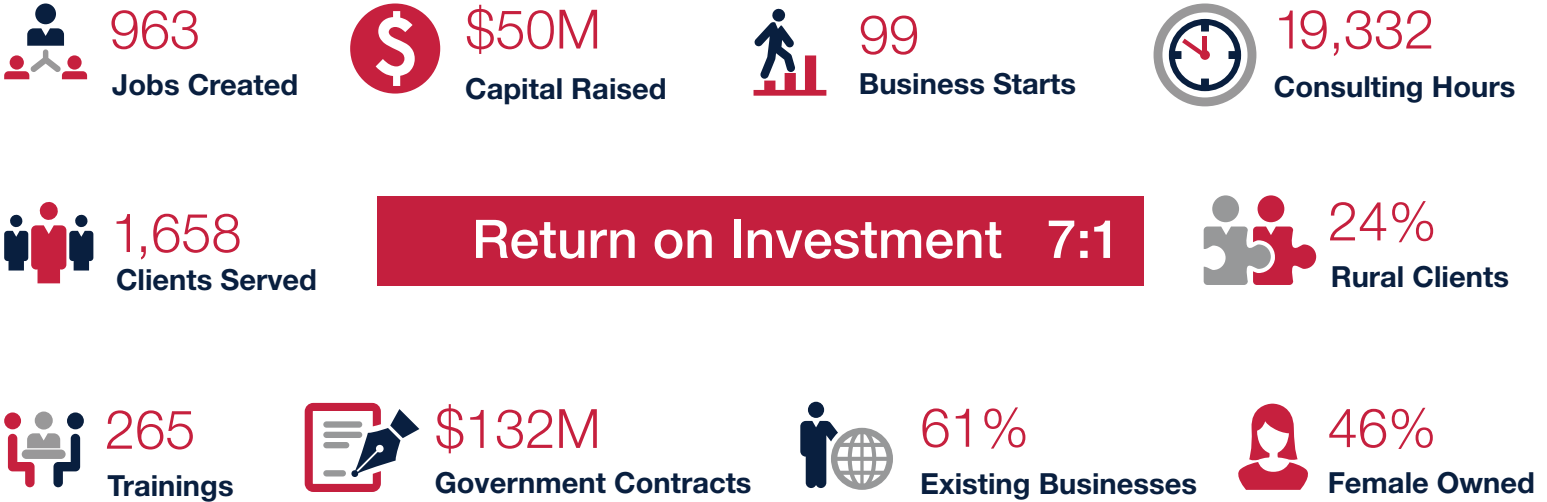 963
Jobs Created
$50M
Capital Raised
99
Business Starts
19,332
Consulting Hours
1,658
Clients Served
Return on Investment 7:1
24%
Rural Clients
265
Trainings
$132M
Government Contracts
61%
Existing Businesses
46%
Female Owned